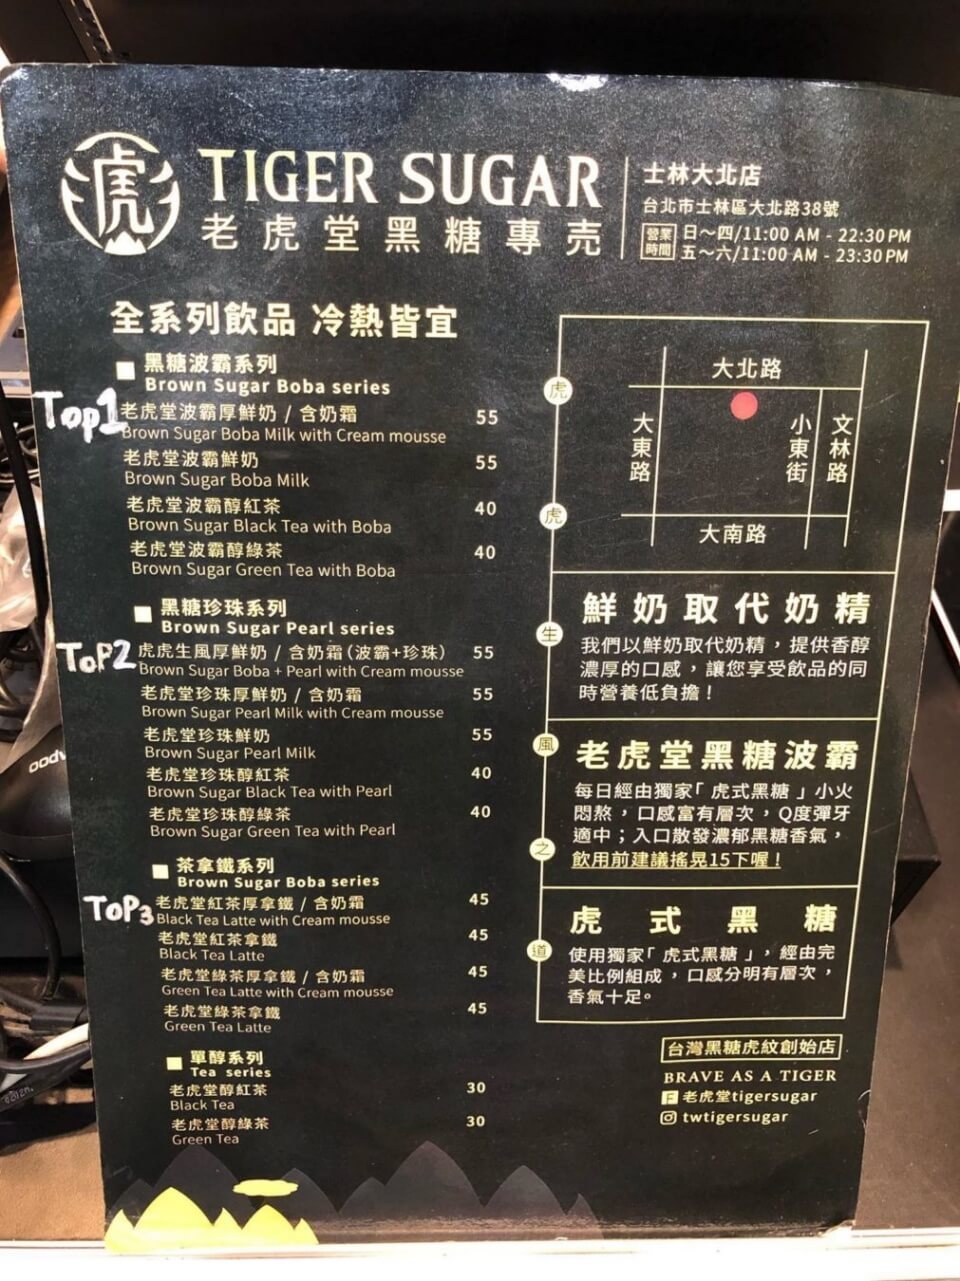 虎
TIGER SUGAR
老虎堂黑糖專売
士林大北店
台北市士林區大北路38號
營業時間
日～四/11:00 AM - 22:30 PM
五～六/11:00 AM - 23:30 PM
全系列飲品 冷熱皆宜
黑糖波霸系列
Brown Sugar Boba series
Top1
老虎堂波霸厚鮮奶 / 含奶霜 55
Brown Sugar Boba Milk with Cream mousse
老虎堂波霸鮮奶 55
Brown Sugar Boba Milk
老虎堂波霸醇紅茶 40
Brown Sugar Black Tea with Boba
老虎堂波霸醇綠茶 40
Brown Sugar Green Tea with Boba
黑糖珍珠系列
Brown Sugar Pearl series
ToP2
虎虎生風厚鮮奶 / 含奶霜(波霸+珍珠) 55
Brown Sugar Boba + Pearl with Cream mousse
老虎堂珍珠厚鮮奶 / 含奶霜 55
Brown Sugar Pearl Milk with Cream mousse
老虎堂珍珠鮮奶 55
Brown Sugar Pearl Milk
老虎堂珍珠醇紅茶 40
Brown Sugar Black Tea with Pearl
老虎堂珍珠醇綠茶 40
Brown Sugar Green Tea with Pearl
茶拿鐵系列
Brown Sugar Boba series
ToP3
老虎堂紅茶厚拿鐵 / 含奶霜 45
Black Tea Latte with Cream mousse
老虎堂紅茶拿鐵 45
Black Tea Latte
老虎堂綠茶厚拿鐵 / 含奶霜 45
Green Tea Latte with Cream mousse
老虎堂綠茶拿鐵 45
Green Tea Latte
單醇系列
Tea series
老虎堂醇紅茶 30
Black Tea
老虎堂醇綠茶 30
Green Tea
虎虎生風之道
大北路
大東路
小東街
文林路
大南路
鮮奶取代奶精
我們以鮮奶取代奶精，提供香醇
濃厚的口感，讓您享受飲品的同
時營養低負擔！
老虎堂黑糖波霸
每日經由獨家「虎式黑糖」小火
悶熬，口感富有層次，Q度彈牙
適中；入口散發濃郁黑糖香氣，
飲用前建議搖晃15下喔！
虎式黑糖
使用獨家「虎式黑糖」，經由完
美比例組成，口感分明有層次，
香氣十足。
台灣黑糖虎紋創始店
BRAVE AS A TIGER
老虎堂tigersugar
twtigersugar